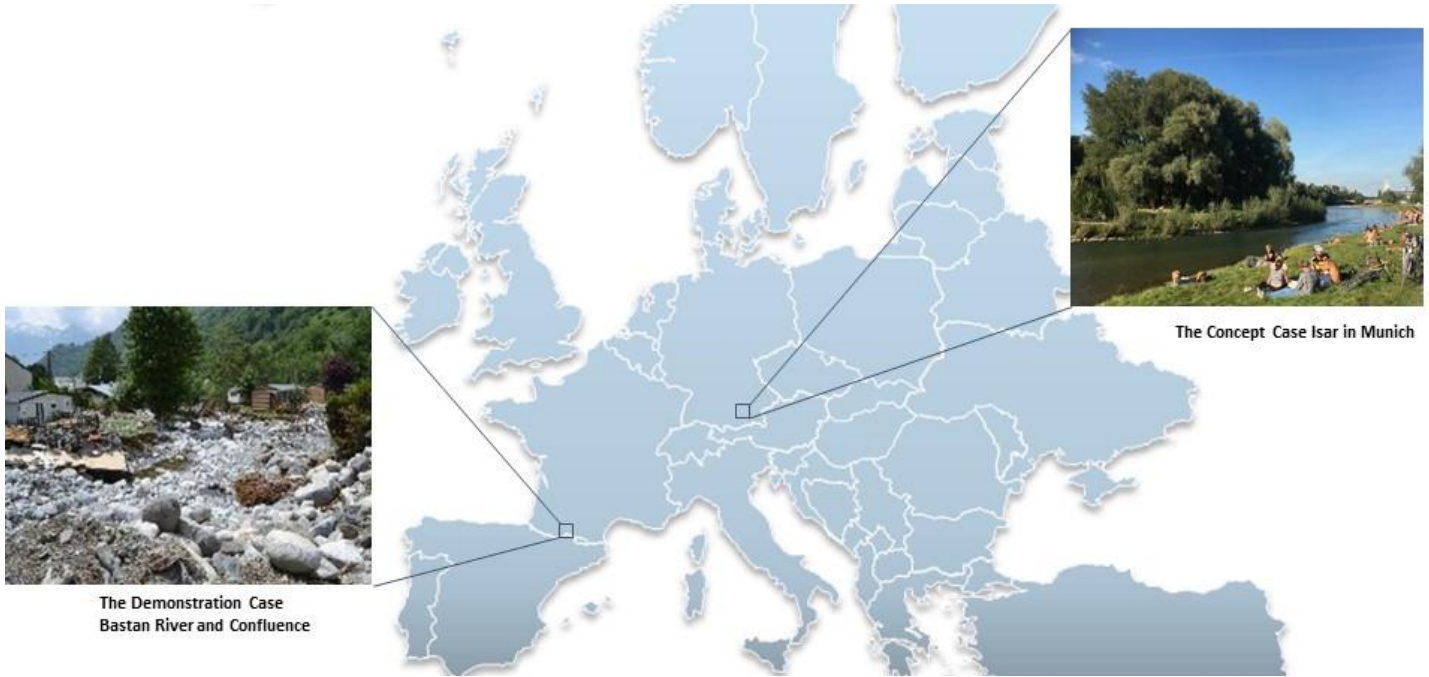 The Concept Case Isar in Munich
The Demonstration Case
Bastan River and Confluence